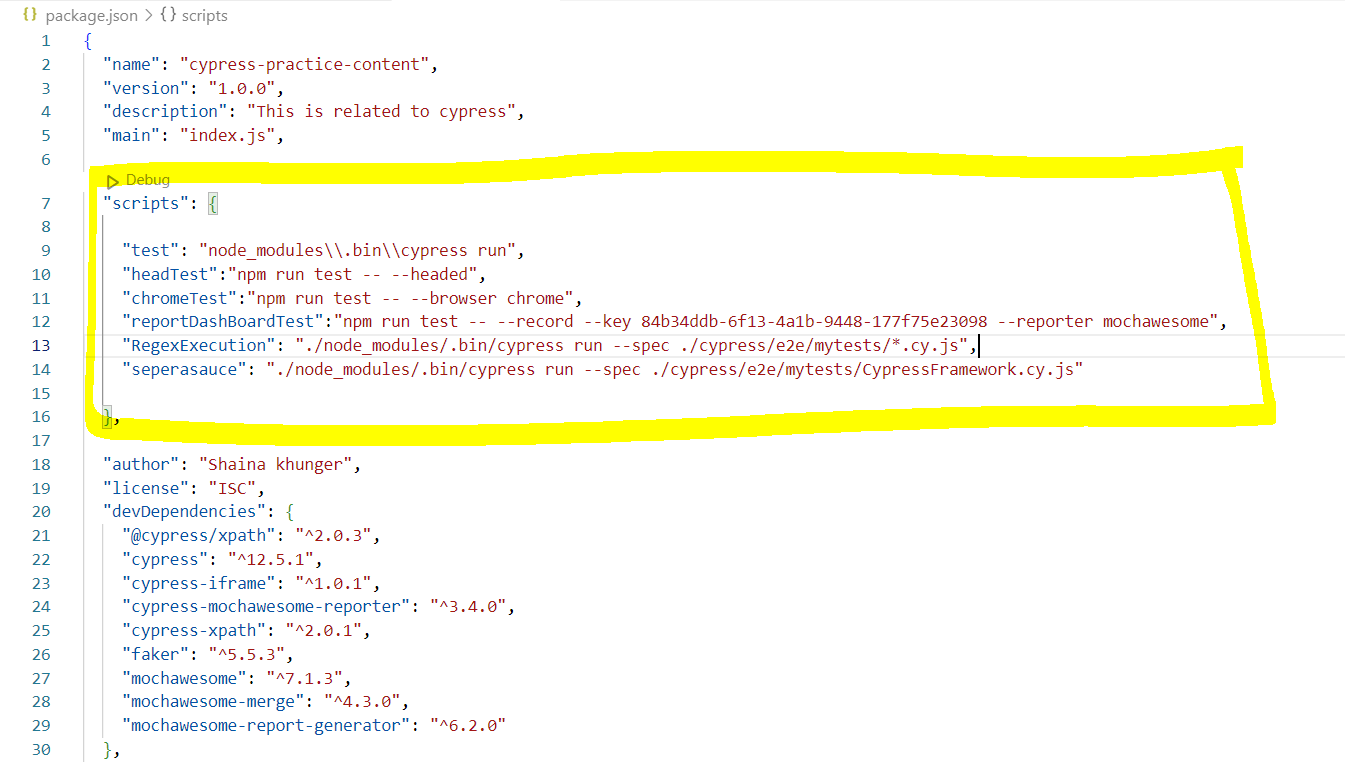 package.json > {} scripts
1 {
2 "name": "cypress-practice-content",
3 "version": "1.0.0",
4 "description": "This is related to cypress",
5 "main": "index.js",
6
Debug
7 "scripts": {
8
9 "test": "node_modules\\.bin\\cypress run",
10 "headTest":"npm run test -- --headed",
11 "chromeTest":"npm run test -- --browser chrome",
12 "reportDashBoardTest":"npm run test -- --record --key 84b34ddb-6f13-4a1b-9448-177f75e23098 --reporter mochawesome",
13 "RegexExecution": "./node_modules/.bin/cypress run --spec ./cypress/e2e/mytests/*.cy.js",
14 "seperasauce": "./node_modules/.bin/cypress run --spec ./cypress/e2e/mytests/CypressFramework.cy.js"
15
16 },
17
18 "author": "Shaina khunger",
19 "license": "ISC",
20 "devDependencies": {
21 "@cypress/xpath": "^2.0.3",
22 "cypress": "^12.5.1",
23 "cypress-iframe": "^1.0.1",
24 "cypress-mochawesome-reporter": "^3.4.0",
25 "cypress-xpath": "^2.0.1",
26 "faker": "^5.5.3",
27 "mochawesome": "^7.1.3",
28 "mochawesome-merge": "^4.3.0",
29 "mochawesome-report-generator": "^6.2.0"
30 },